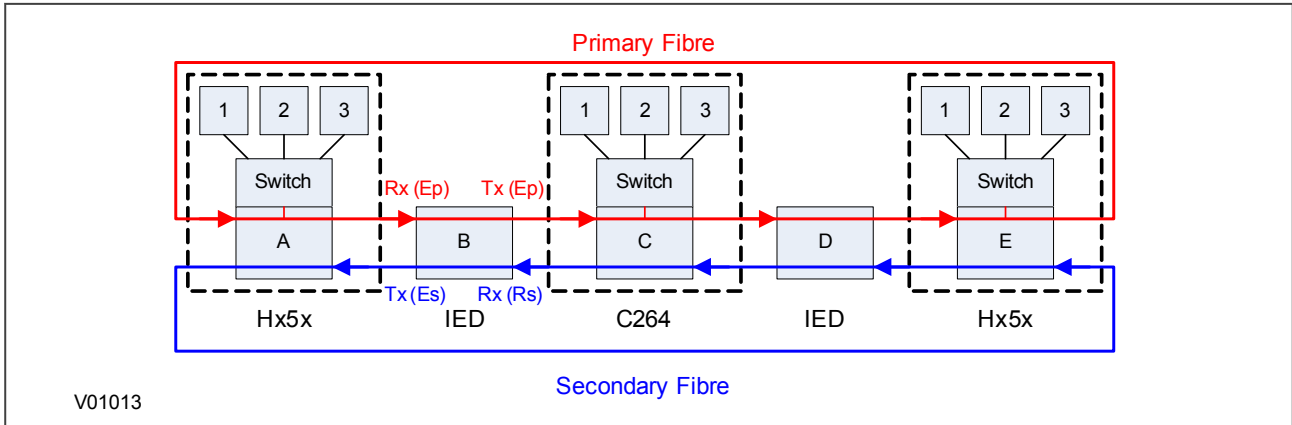 Primary Fibre
1 2 3 1 2 3 1 2 3
Switch Switch Switch
Rx (Ep) Tx (Ep)
A B C D E
Tx (Es) Rx (Rs)
Hx5x IED C264 IED Hx5x
Secondary Fibre
V01013